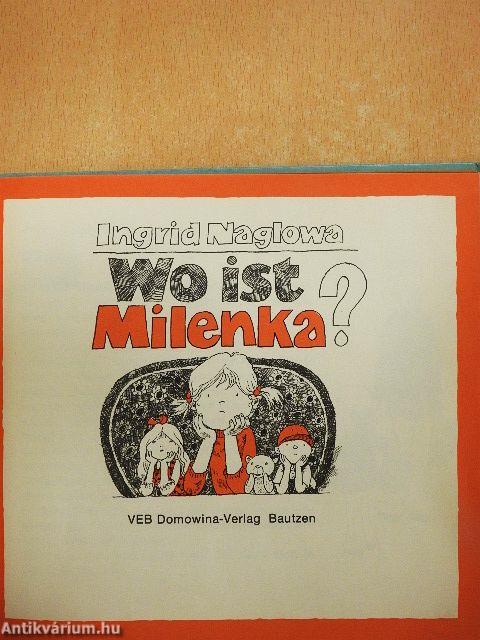 Ingrid Naglowa
Wo ist
Milenka?
VEB Domowina-Verlag Bautzen
Antikvárium.hu